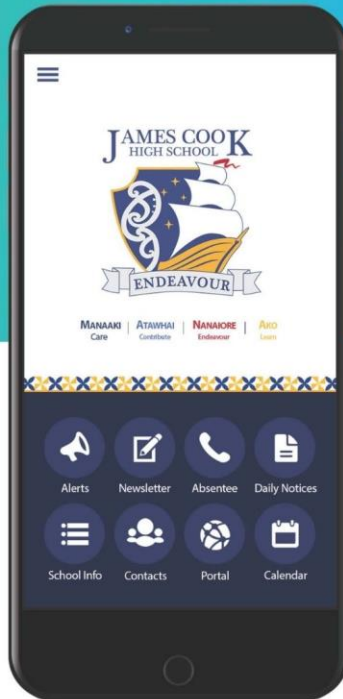 JAMES COOK
HIGH SCHOOL
ENDEAVOUR
MANAAKI | ATAWHAI | NANAIORE | AKO
Care Contribute Endeavour Learn
Alerts Newsletter Absentee Daily Notices
School Info Contacts Portal Calendar